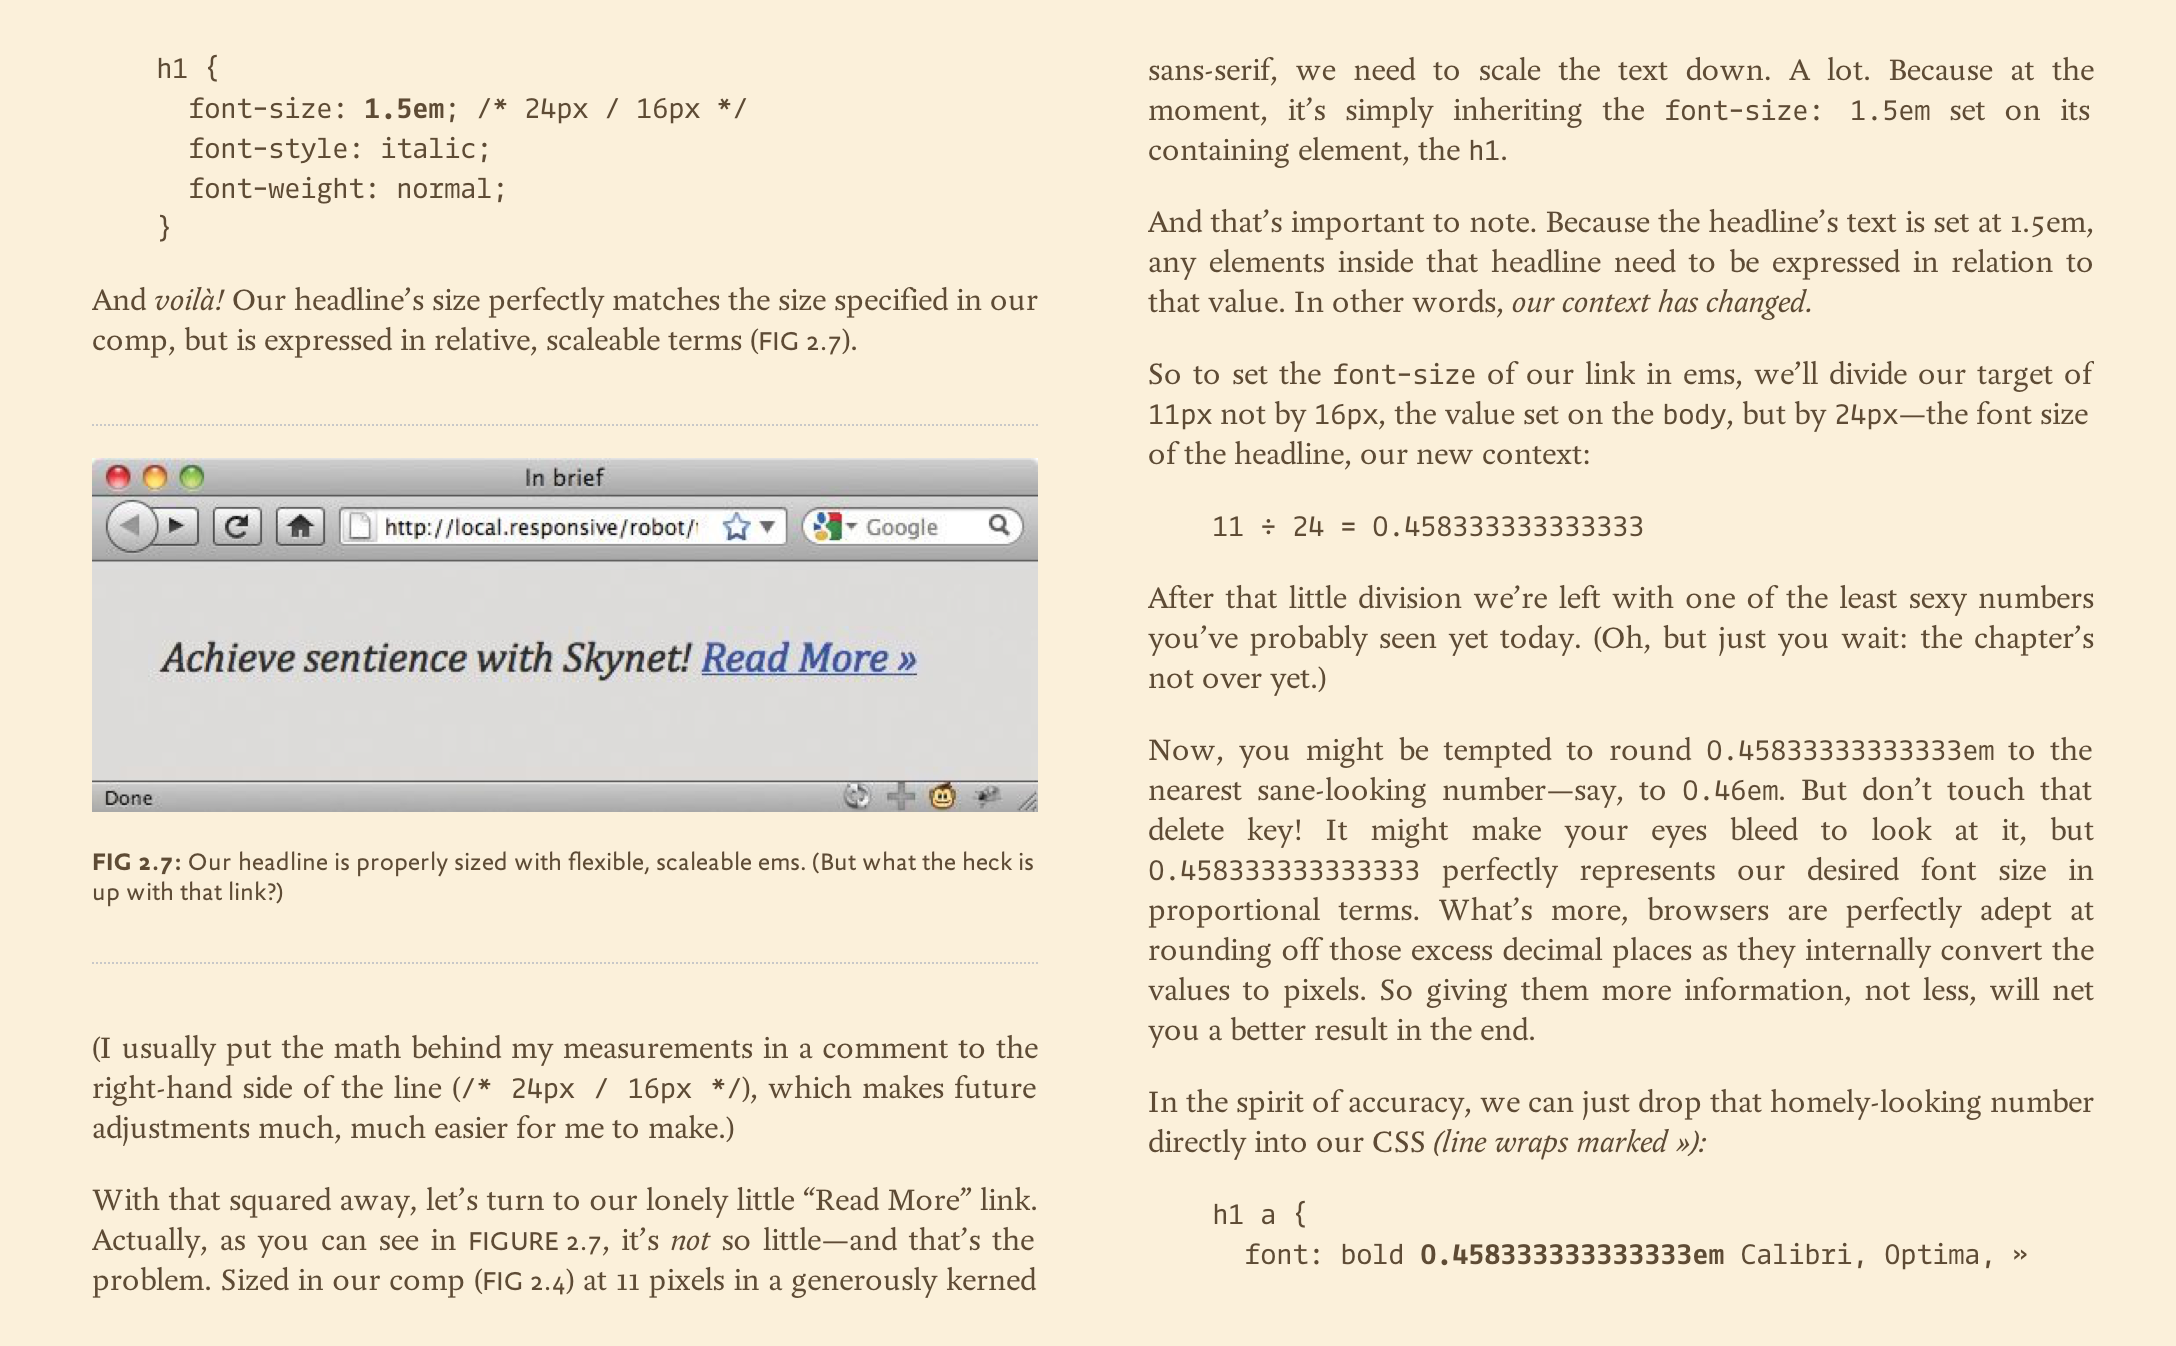 h1 {
font-size: 1.5em; /* 24px / 16px */
font-style: italic;
font-weight: normal;
}
And voilà! Our headline’s size perfectly matches the size specified in our
comp, but is expressed in relative, scaleable terms (FIG 2.7).
In brief
http://local.responsive/robot/
Google
Achieve sentience with Skynet! Read More »
Done
FIG 2.7: Our headline is properly sized with flexible, scaleable ems. (But what the heck is
up with that link?)
(I usually put the math behind my measurements in a comment to the
right-hand side of the line (/* 24px / 16px */), which makes future
adjustments much, much easier for me to make.)
With that squared away, let’s turn to our lonely little “Read More” link.
Actually, as you can see in FIGURE 2.7, it’s not so little—and that’s the
problem. Sized in our comp (FIG 2.4) at 11 pixels in a generously kerned
sans-serif, we need to scale the text down. A lot. Because at the
moment, it’s simply inheriting the font-size: 1.5em set on its
containing element, the h1.
And that’s important to note. Because the headline’s text is set at 1.5em,
any elements inside that headline need to be expressed in relation to
that value. In other words, our context has changed.
So to set the font-size of our link in ems, we’ll divide our target of
11px not by 16px, the value set on the body, but by 24px—the font size
of the headline, our new context:
11 ÷ 24 = 0.458333333333333
After that little division we’re left with one of the least sexy numbers
you’ve probably seen yet today. (Oh, but just you wait: the chapter’s
not over yet.)
Now, you might be tempted to round 0.45833333333333em to the
nearest sane-looking number—say, to 0.46em. But don’t touch that
delete key! It might make your eyes bleed to look at it, but
0.458333333333333 perfectly represents our desired font size in
proportional terms. What’s more, browsers are perfectly adept at
rounding off those excess decimal places as they internally convert the
values to pixels. So giving them more information, not less, will net
you a better result in the end.
In the spirit of accuracy, we can just drop that homely-looking number
directly into our CSS (line wraps marked »):
h1 a {
font: bold 0.458333333333333em Calibri, Optima, »